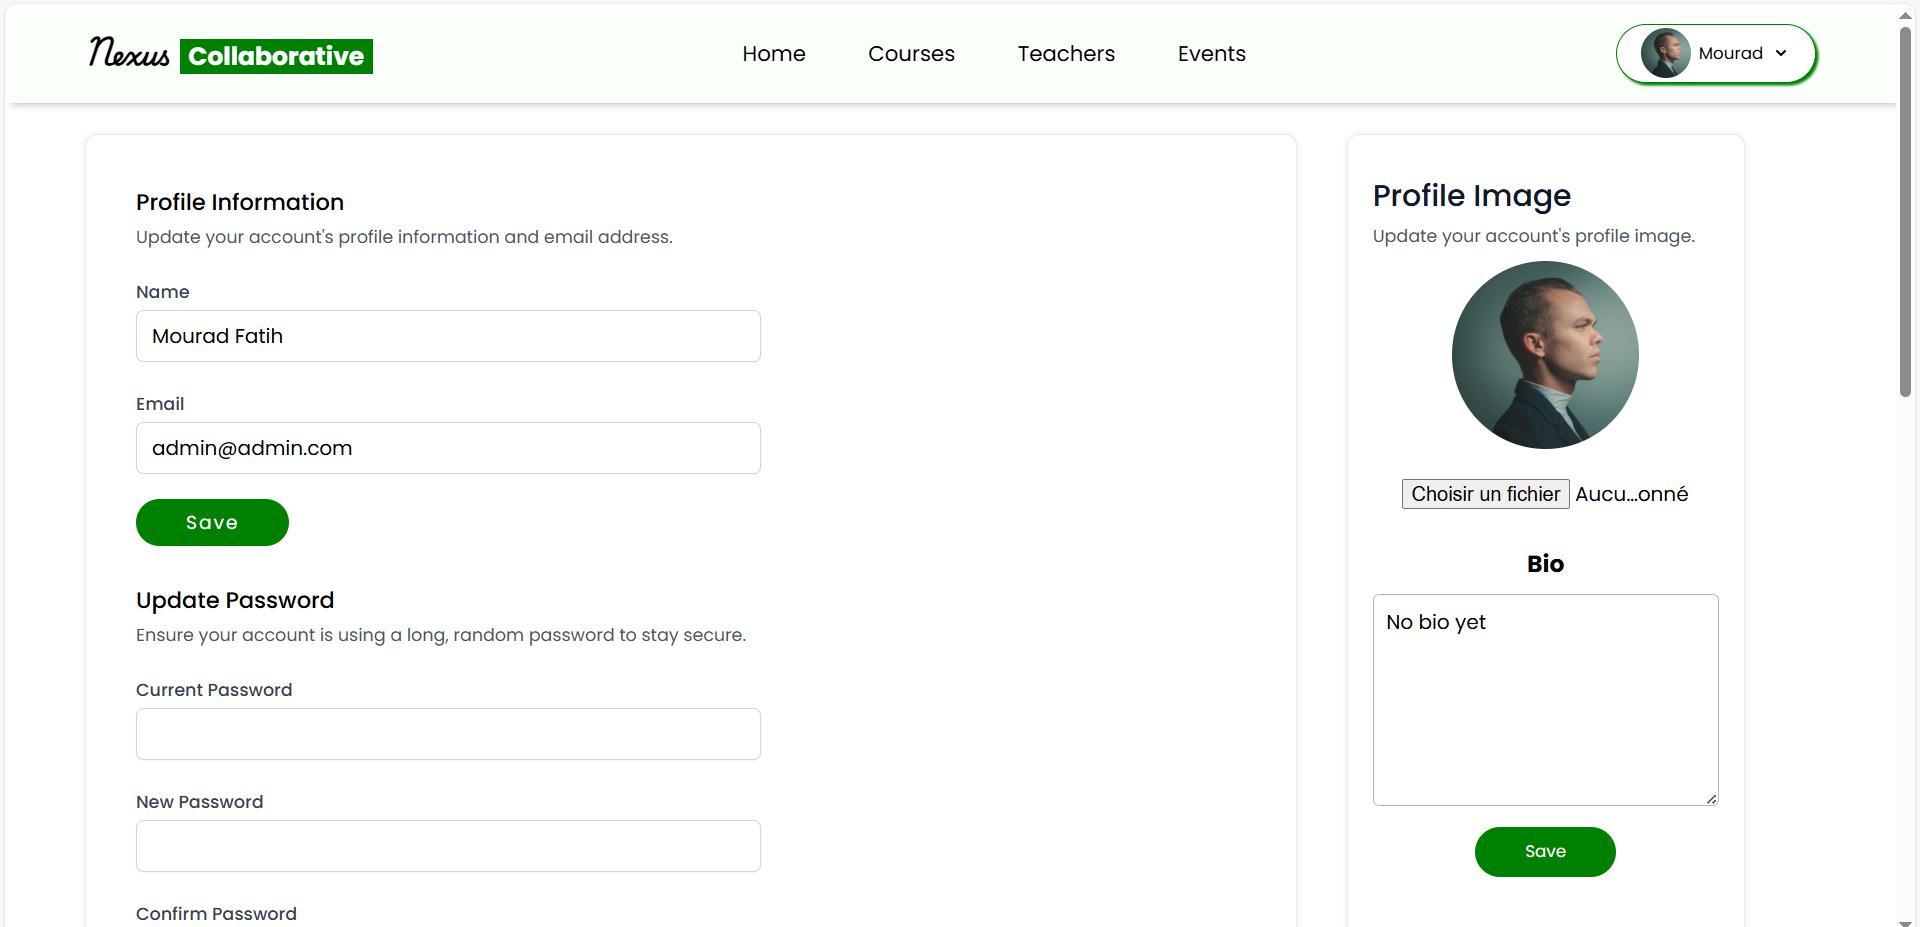 Nexus Collaborative
Home Courses Teachers Events
Mourad
Profile Information
Update your account's profile information and email address.
Name
Mourad Fatih
Email
admin@admin.com
Save
Update Password
Ensure your account is using a long, random password to stay secure.
Current Password
New Password
Confirm Password
Profile Image
Update your account's profile image.
Choisir un fichier Aucu...onné
Bio
No bio yet
Save